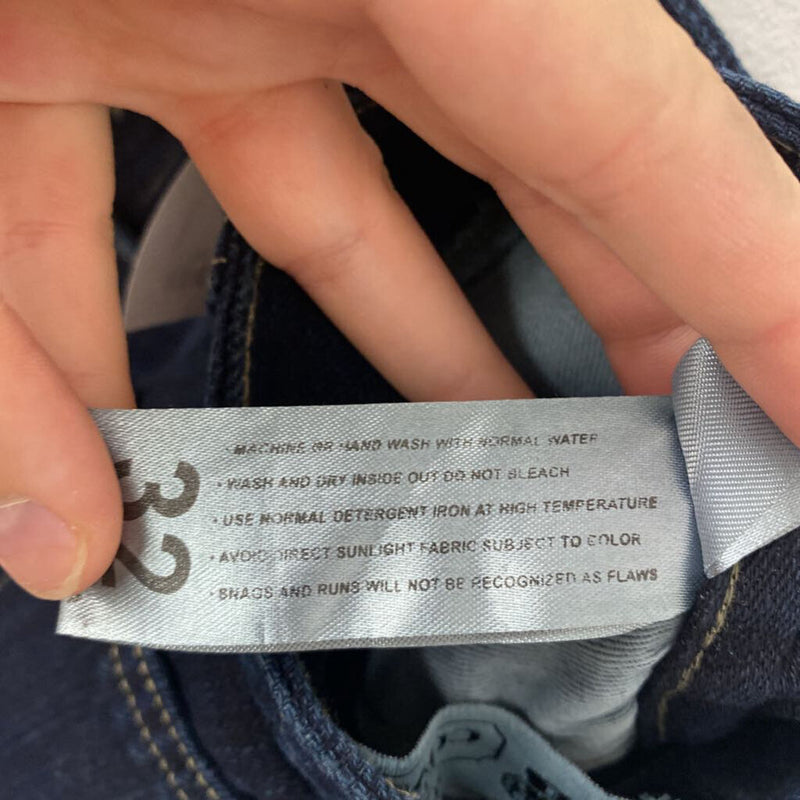 32
· MACHINE OR HAND WASH WITH NORMAL WATER
· WASH AND DRY INSIDE OUT DO NOT BLEACH
· USE NORMAL DETERGENT IRON AT HIGH TEMPERATURE
· AVOID DIRECT SUNLIGHT FABRIC SUBJECT TO COLOR
· SNAGS AND RUNS WILL NOT BE RECOGNIZED AS FLAWS